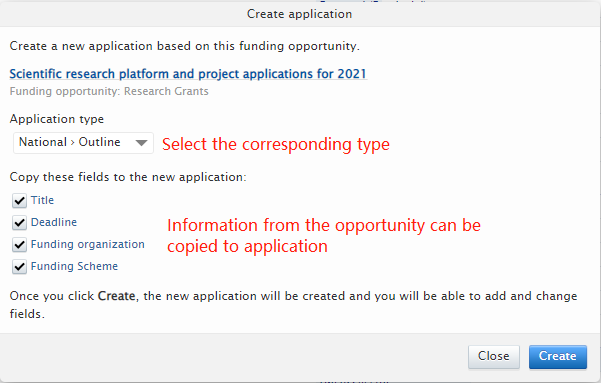 Create application
Create a new application based on this funding opportunity.
Scientific research platform and project applications for 2021
Funding opportunity: Research Grants
Application type
National › Outline
Select the corresponding type
Copy these fields to the new application:
Title
Deadline
Funding organization
Funding Scheme
Information from the opportunity can be
copied to application
Once you click Create, the new application will be created and you will be able to add and change
fields.
Close
Create